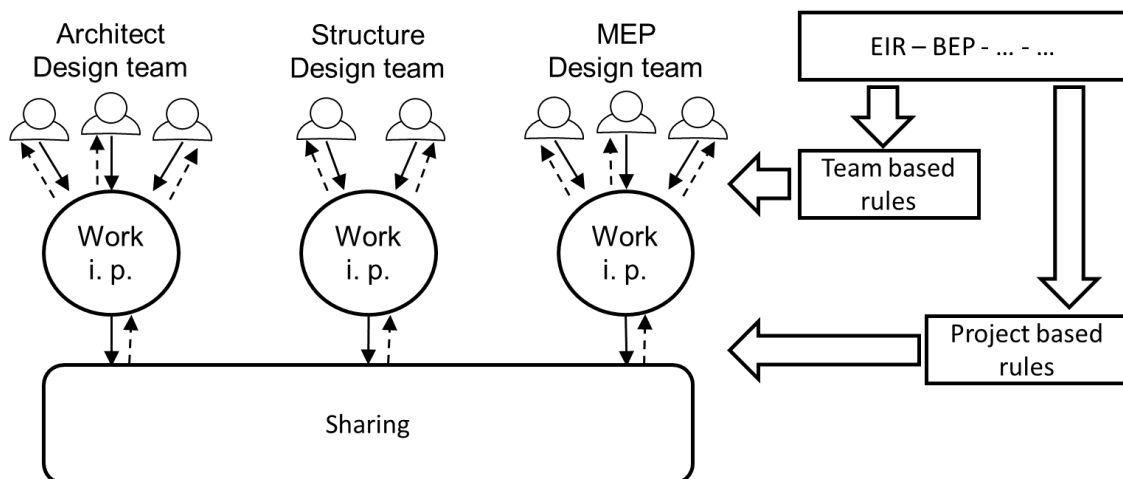 Architect
Design team
Structure
Design team
MEP
Design team
EIR – BEP - ... - ...
Team based
rules
Work
i. p.
Work
i. p.
Work
i. p.
Project based
rules
Sharing